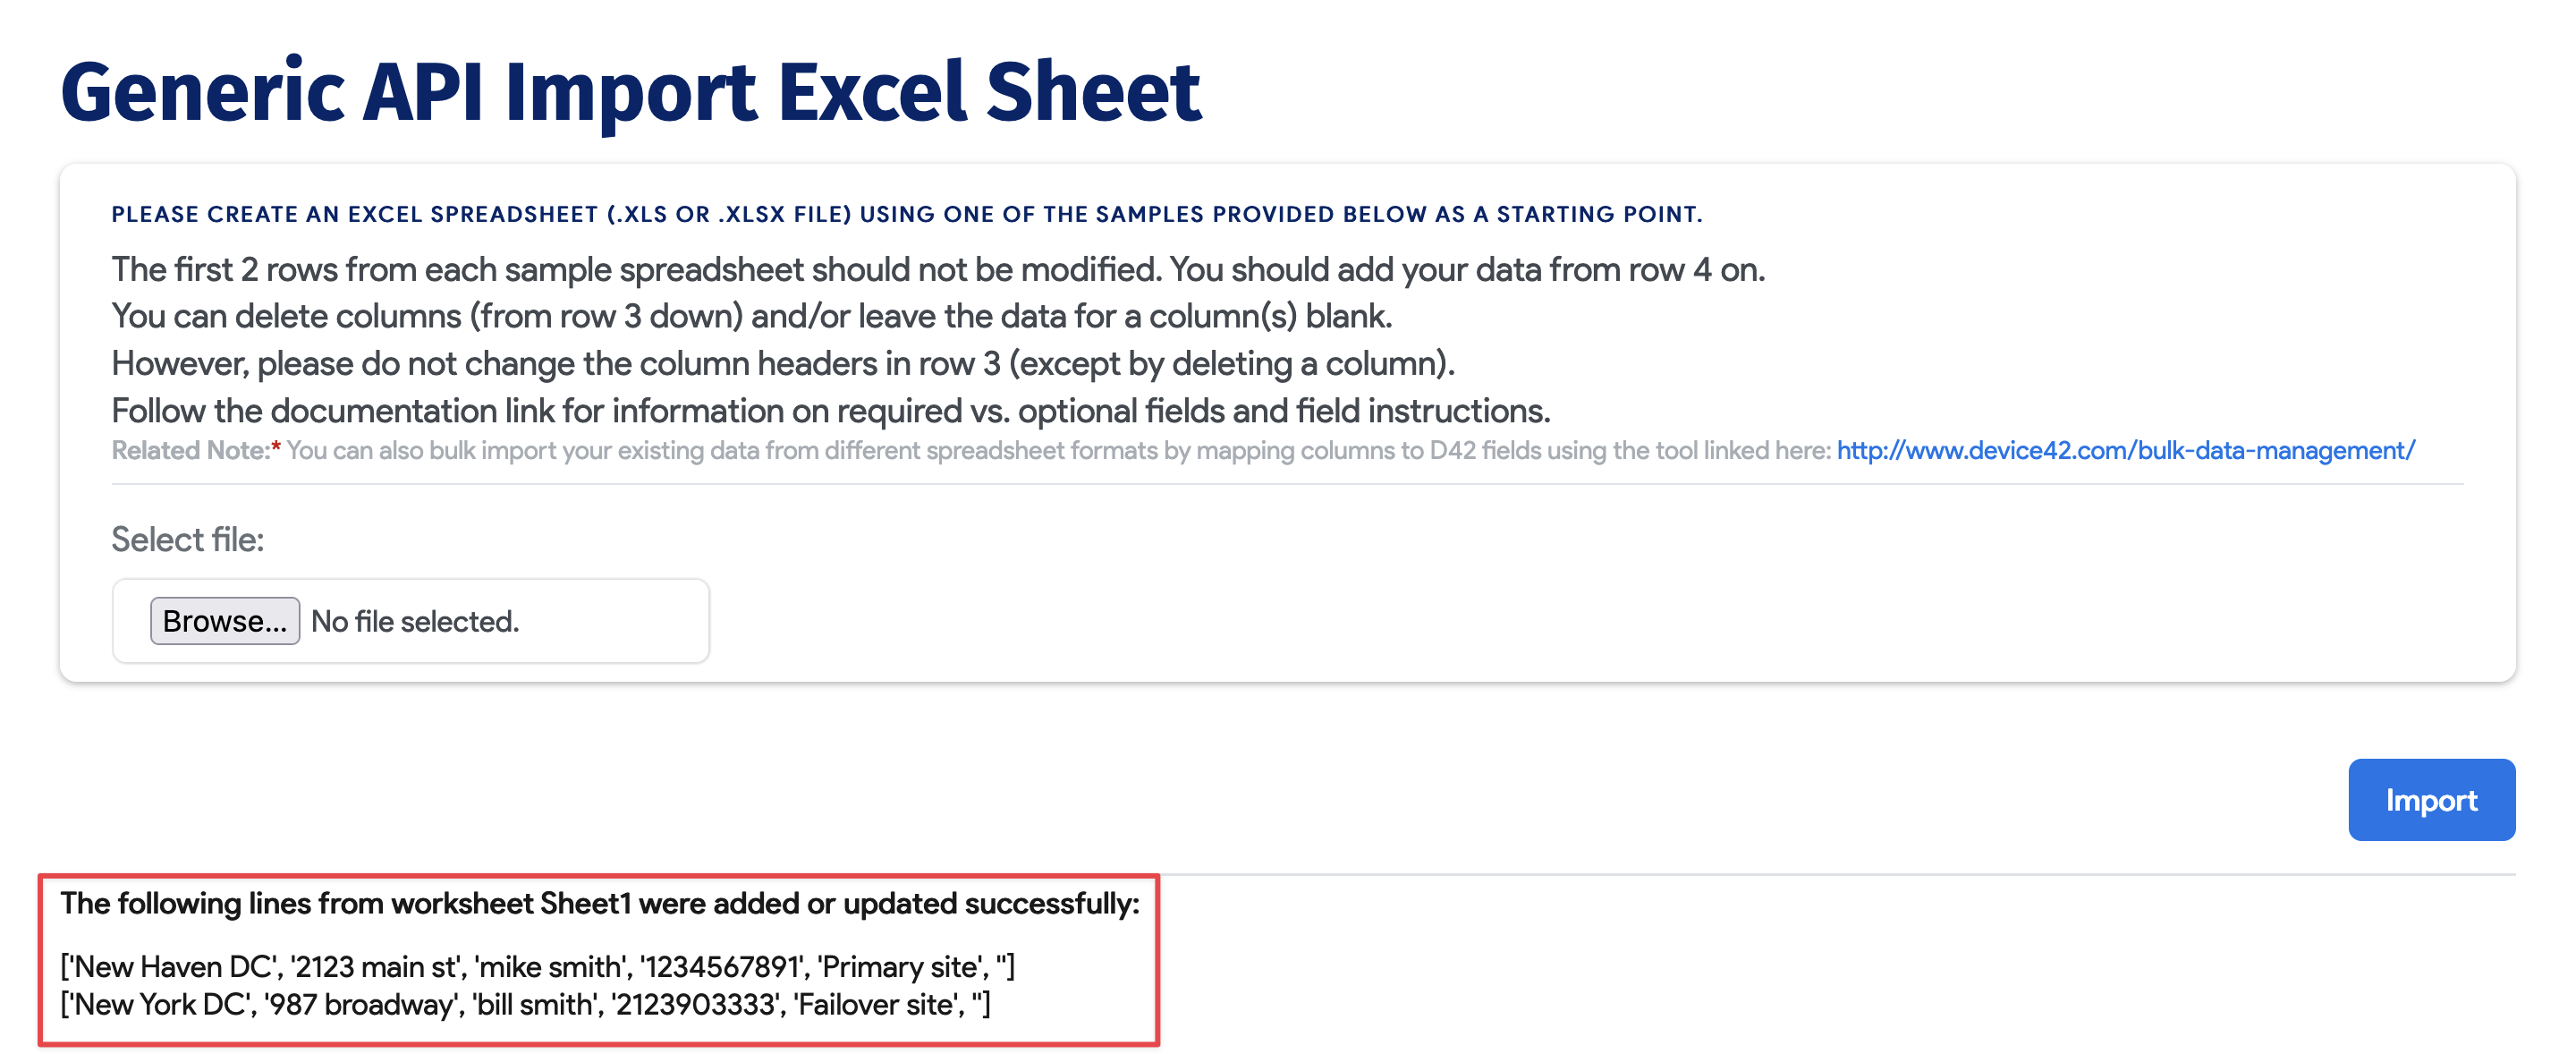 Generic API Import Excel Sheet
PLEASE CREATE AN EXCEL SPREADSHEET (.XLS OR .XLSX FILE) USING ONE OF THE SAMPLES PROVIDED BELOW AS A STARTING POINT.
The first 2 rows from each sample spreadsheet should not be modified. You should add your data from row 4 on.
You can delete columns (from row 3 down) and/or leave the data for a column(s) blank.
However, please do not change the column headers in row 3 (except by deleting a column).
Follow the documentation link for information on required vs. optional fields and field instructions.
Related Note:* You can also bulk import your existing data from different spreadsheet formats by mapping columns to D42 fields using the tool linked here: http://www.device42.com/bulk-data-management/
Select file:
Browse... No file selected.
Import
The following lines from worksheet Sheet1 were added or updated successfully:
['New Haven DC', '2123 main st', 'mike smith', '1234567891', 'Primary site', '']
['New York DC', '987 broadway', 'bill smith', '2123903333', 'Failover site', '']